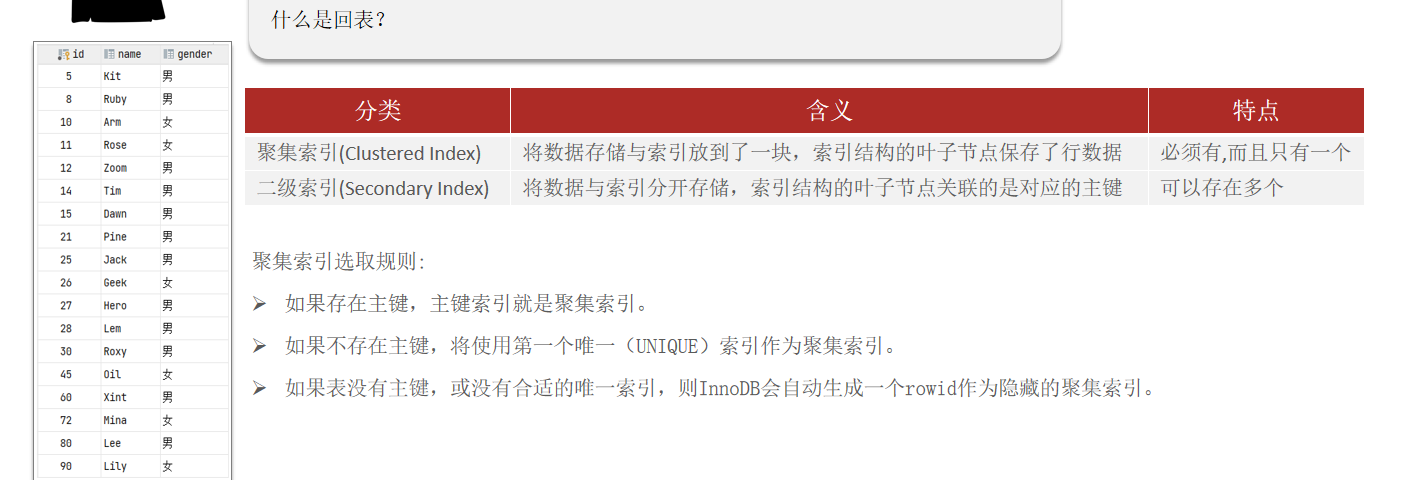 什么是回表？
id name gender
5 Kit 男
8 Ruby 男
10 Arm 女
11 Rose 女
12 Zoom 男
14 Tim 男
15 Dawn 男
21 Pine 男
25 Jack 男
26 Geek 女
27 Hero 男
28 Lem 男
30 Roxy 男
45 Oil 女
60 Xint 男
72 Mina 女
80 Lee 男
90 Lily 女
分类 含义 特点
聚集索引(Clustered Index) 将数据存储与索引放到了一块，索引结构的叶子节点保存了行数据 必须有,而且只有一个
二级索引(Secondary Index) 将数据与索引分开存储，索引结构的叶子节点关联的是对应的主键 可以存在多个
聚集索引选取规则:
➢ 如果存在主键，主键索引就是聚集索引。
➢ 如果不存在主键，将使用第一个唯一（UNIQUE）索引作为聚集索引。
➢ 如果表没有主键，或没有合适的唯一索引，则InnoDB会自动生成一个rowid作为隐藏的聚集索引。